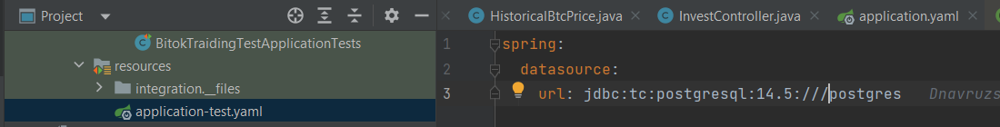 Project
HistoricalBtcPrice.java
InvestController.java
application.yaml
BitokTraidingTestApplicationTests
resources
integration.__files
application-test.yaml
1 spring:
2 datasource:
3 url: jdbc:tc:postgresql:14.5:///postgres Dnavruzs